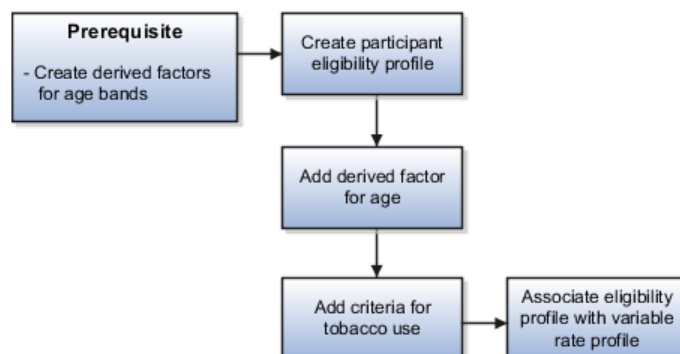 Prerequisite
- Create derived factors
for age bands
Create participant
eligibility profile
Add derived factor
for age
Add criteria for
tobacco use
Associate eligibility
profile with variable
rate profile